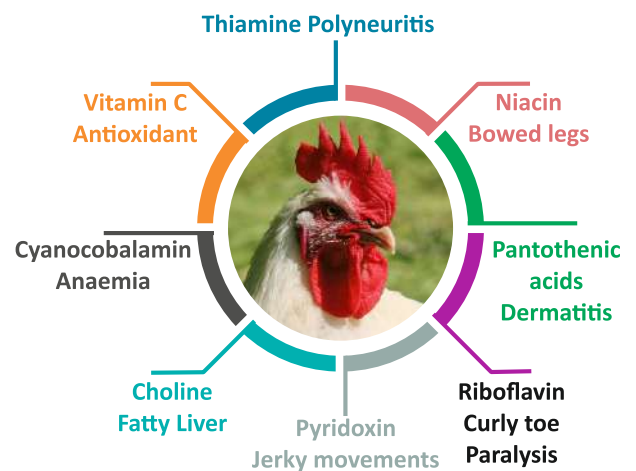 Thiamine Polyneuritis
Vitamin C
Antioxidant
Niacin
Bowed legs
Cyanocobalamin
Anaemia
Pantothenic
acids
Dermatitis
Choline
Fatty Liver
Pyridoxin
Jerky movements
Riboflavin
Curly toe
Paralysis